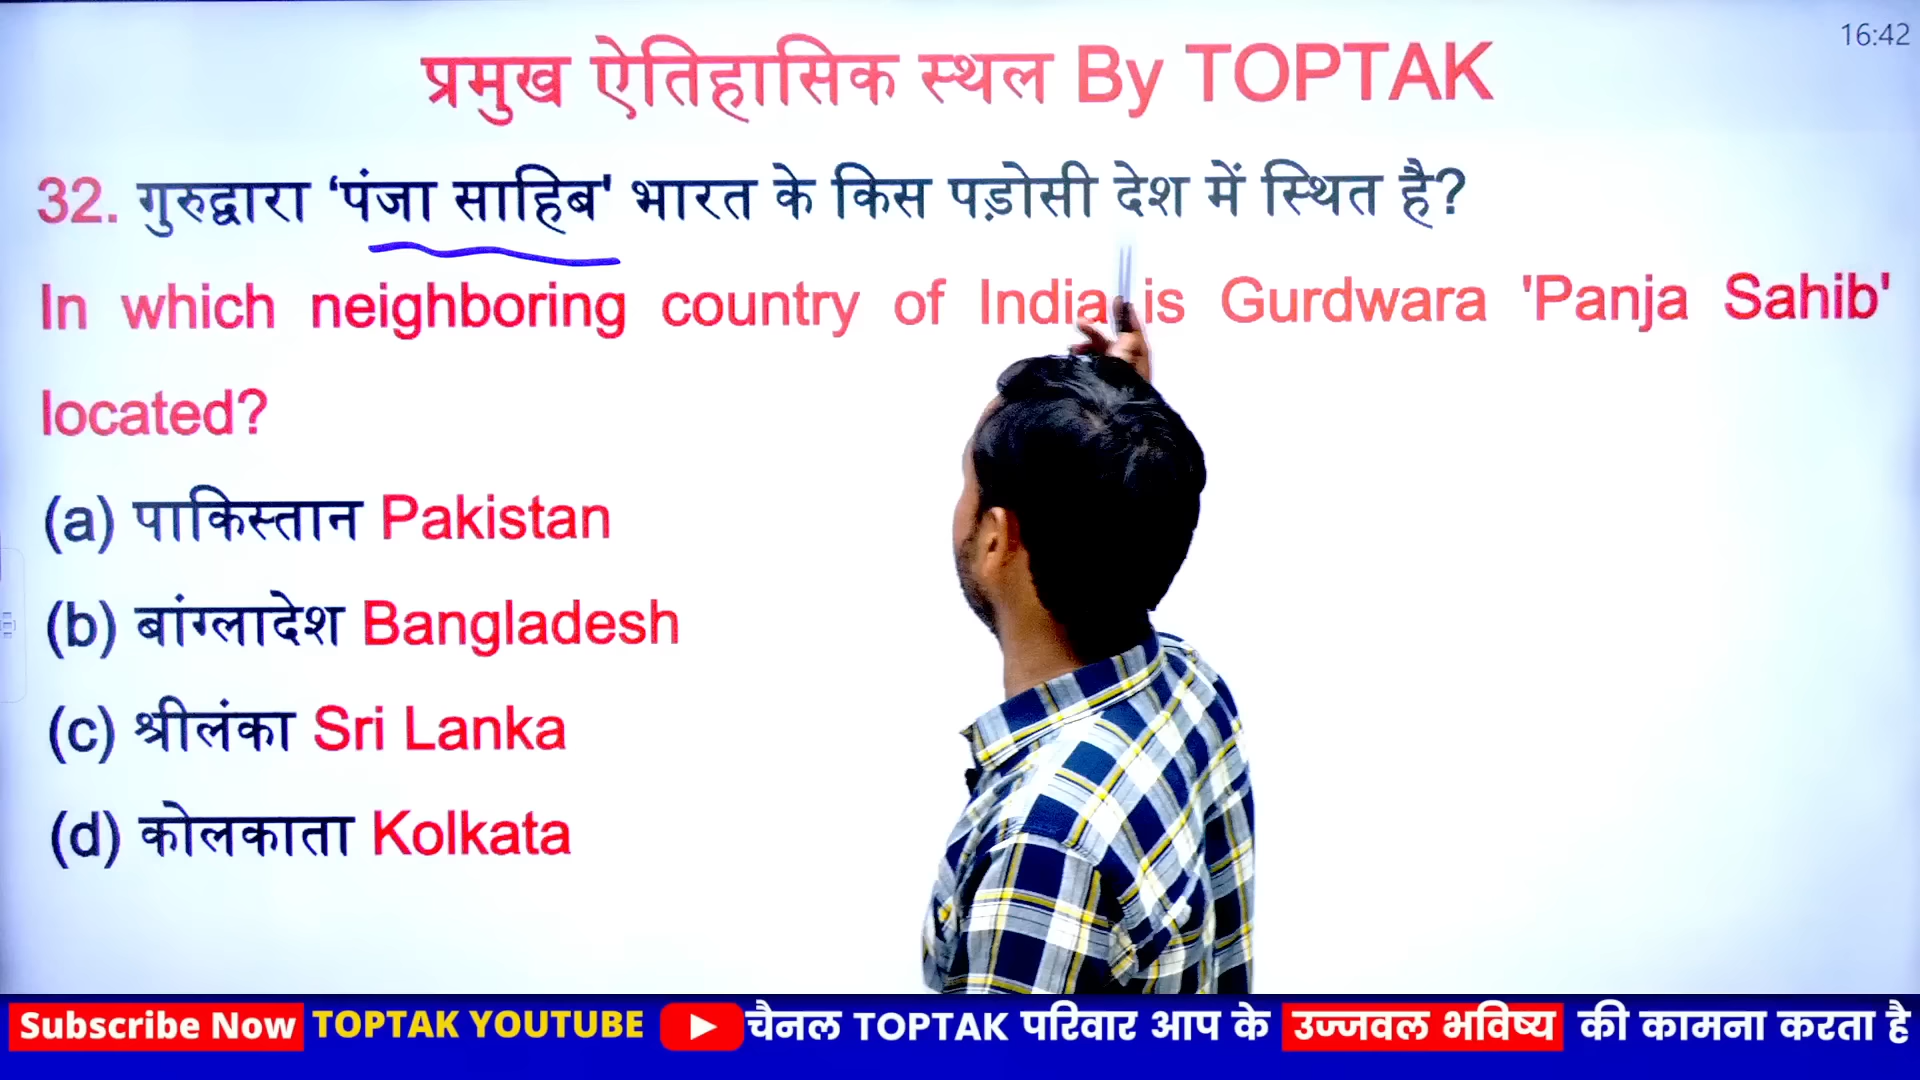 16:42
प्रमुख ऐतिहासिक स्थल By TOPTAK
32. गुरुद्वारा ‘पंजा साहिब' भारत के किस पड़ोसी देश में स्थित है?
In which neighboring country of India is Gurdwara 'Panja Sahib'
located?
(a) पाकिस्तान Pakistan
(b) बांग्लादेश Bangladesh
(c) श्रीलंका Sri Lanka
(d) कोलकाता Kolkata
Subscribe Now TOPTAK YOUTUBE चैनल TOPTAK परिवार आप के उज्जवल भविष्य की कामना करता है